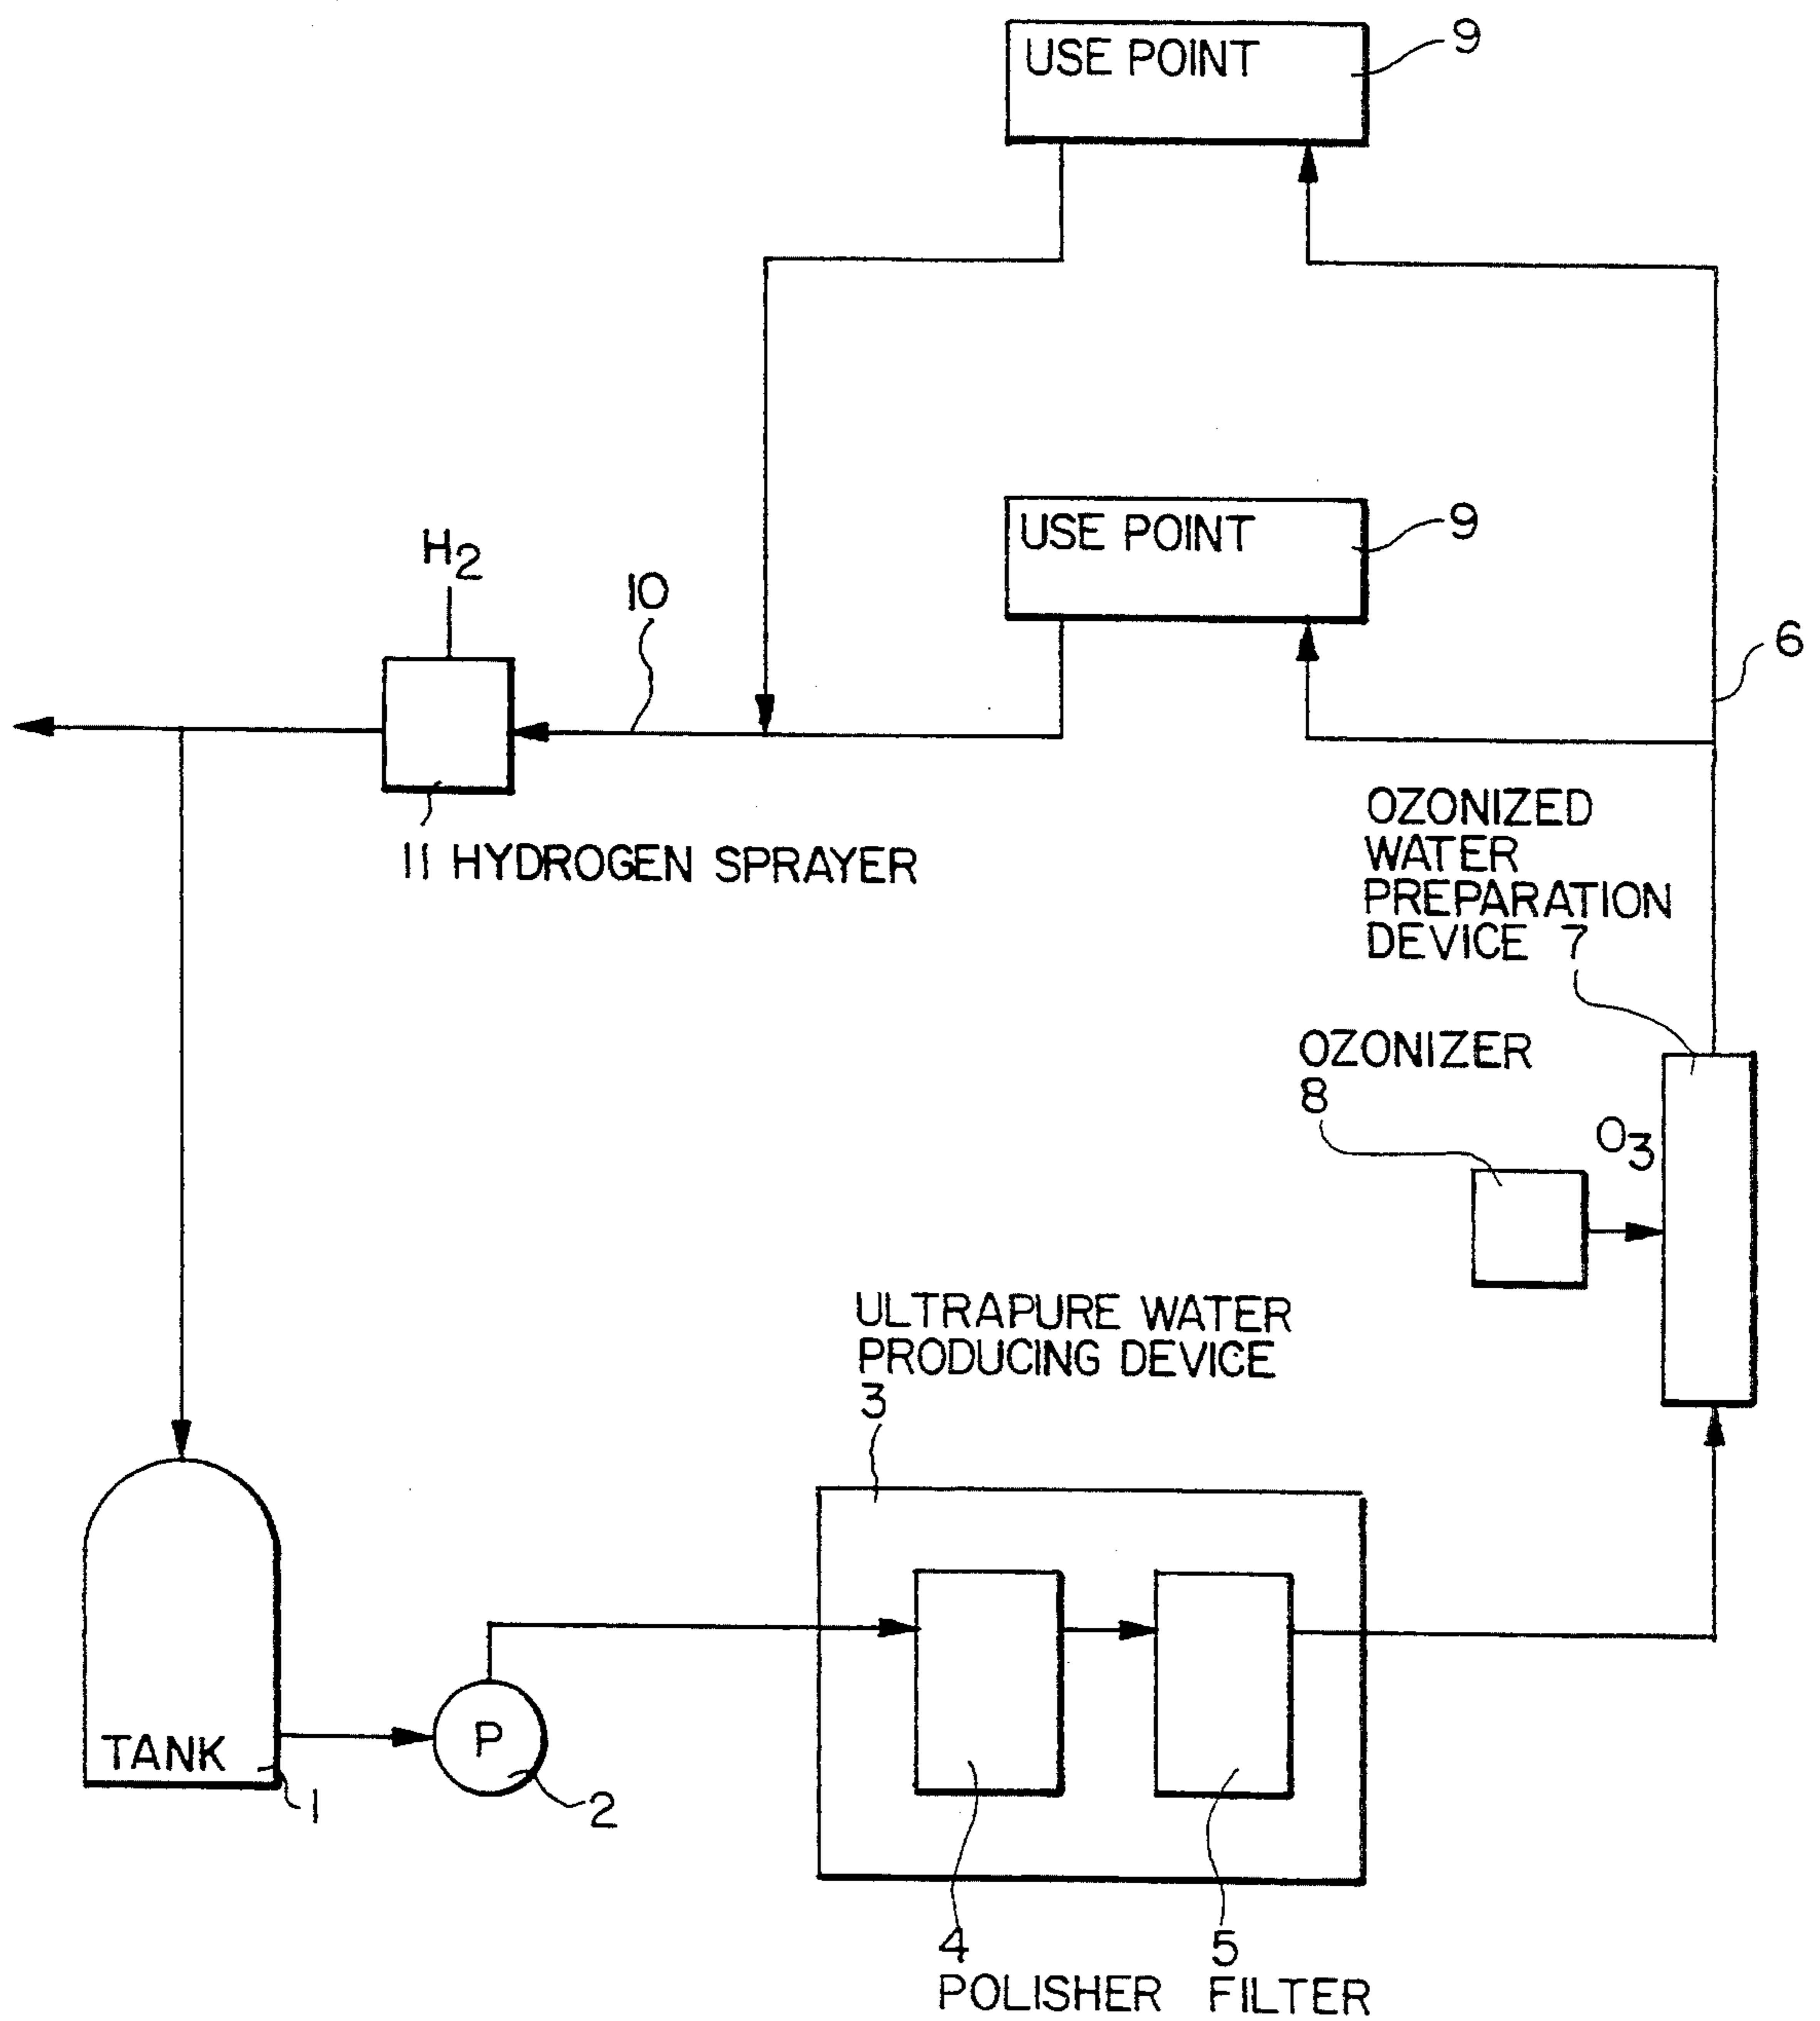 USE POINT
9
USE POINT
9
H2
10
6
11 HYDROGEN SPRAYER
OZONIZED
WATER
PREPARATION
DEVICE 7
OZONIZER
8
O3
ULTRAPURE WATER
PRODUCING DEVICE
3
TANK
1
P
2
4
POLISHER
5
FILTER